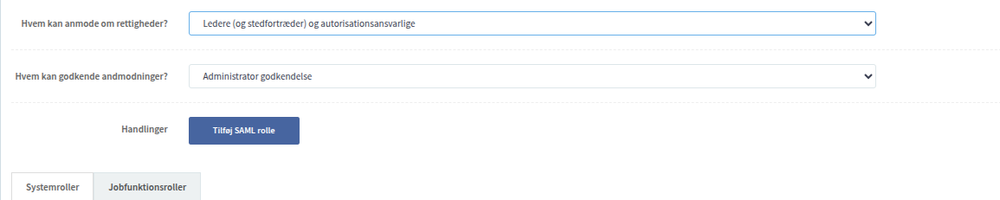 Hvem kan anmode om rettigheder? Ledere (og stedfortræder) og autorisationsansvarlige
Hvem kan godkende andmodninger? Administrator godkendelse
Handlinger Tilføj SAML rolle
Systemroller Jobfunktionsroller